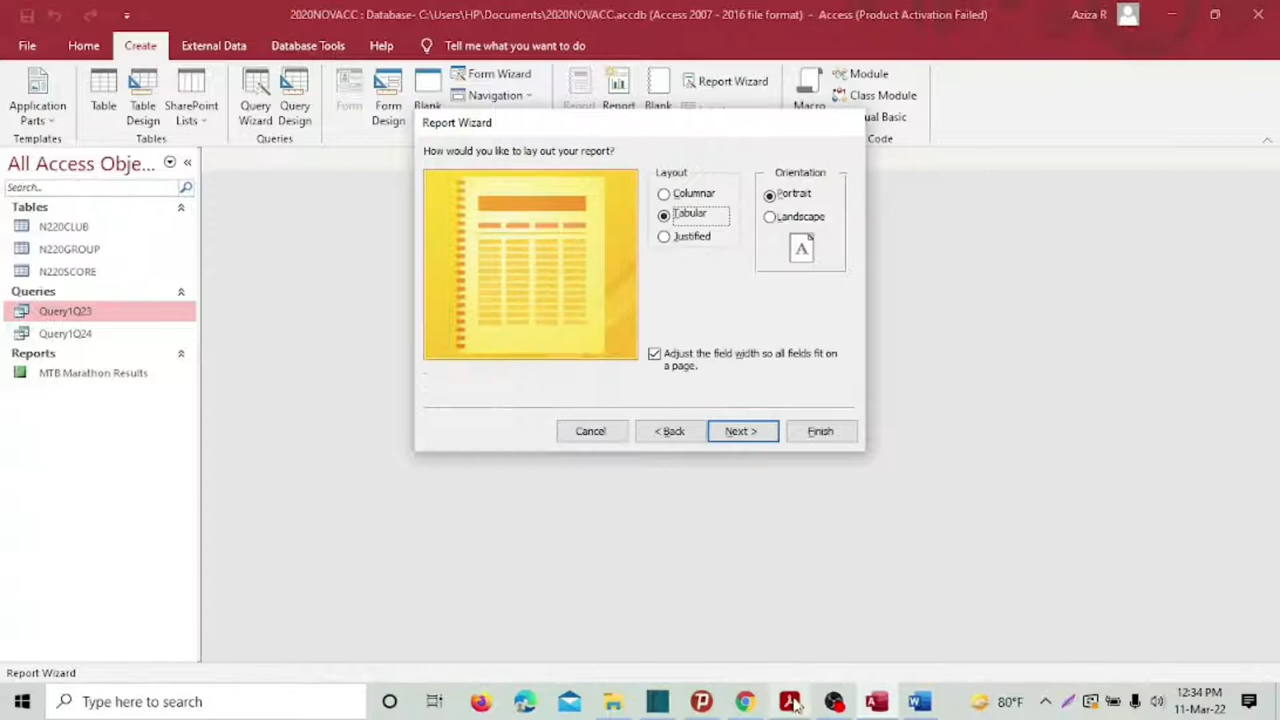 2020NOVACC : Database- C:\Users\HP\Documents\2020NOVACC.accdb (Access 2007 - 2016 file format) - Access (Product Activation Failed)
Aziza R
File Home Create External Data Database Tools Help Tell me what you want to do
Application Parts
Templates
Table
Table Design
SharePoint Lists
Tables
Query Wizard
Query Design
Queries
Form
Form Design
Blank
Form Wizard
Navigation
Report
Report
Blank
Report Wizard
Macro
Module
Class Module
ual Basic
Code
All Access Obje...
Search...
Tables
N220CLUB
N220GROUP
N220SCORE
Queries
Query1Q23
Query1Q24
Reports
MTB Marathon Results
Report Wizard
How would you like to lay out your report?
Layout
Columnar
Tabular
Justified
Orientation
Portrait
Landscape
A
Adjust the field width so all fields fit on
a page.
Cancel < Back Next > Finish
Report Wizard
Type here to search
80°F
12:34 PM
11-Mar-22